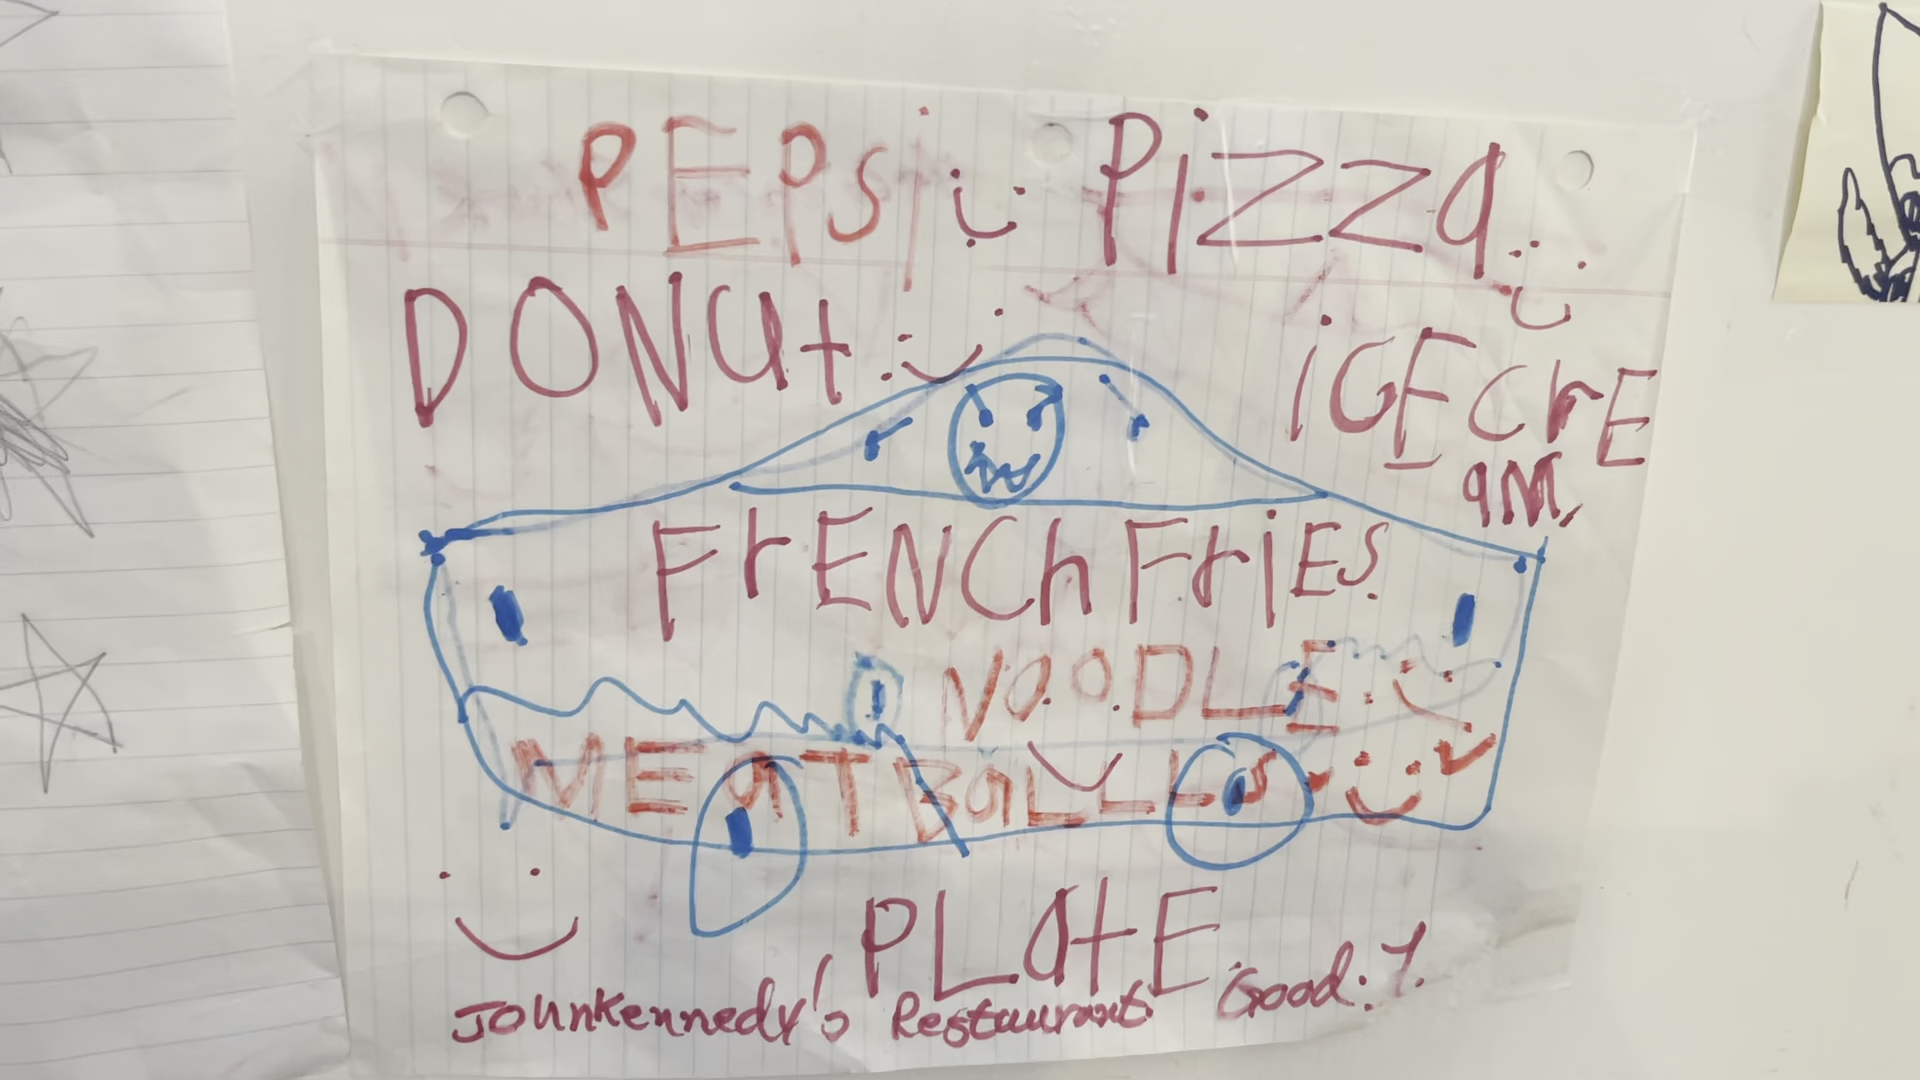 PEPSi Pizza
DONUt
iCECrE
am
FrENChFriES.
NOODLE
MEATBaLLS
PLatE
JohnKennedy's Restaurant Good